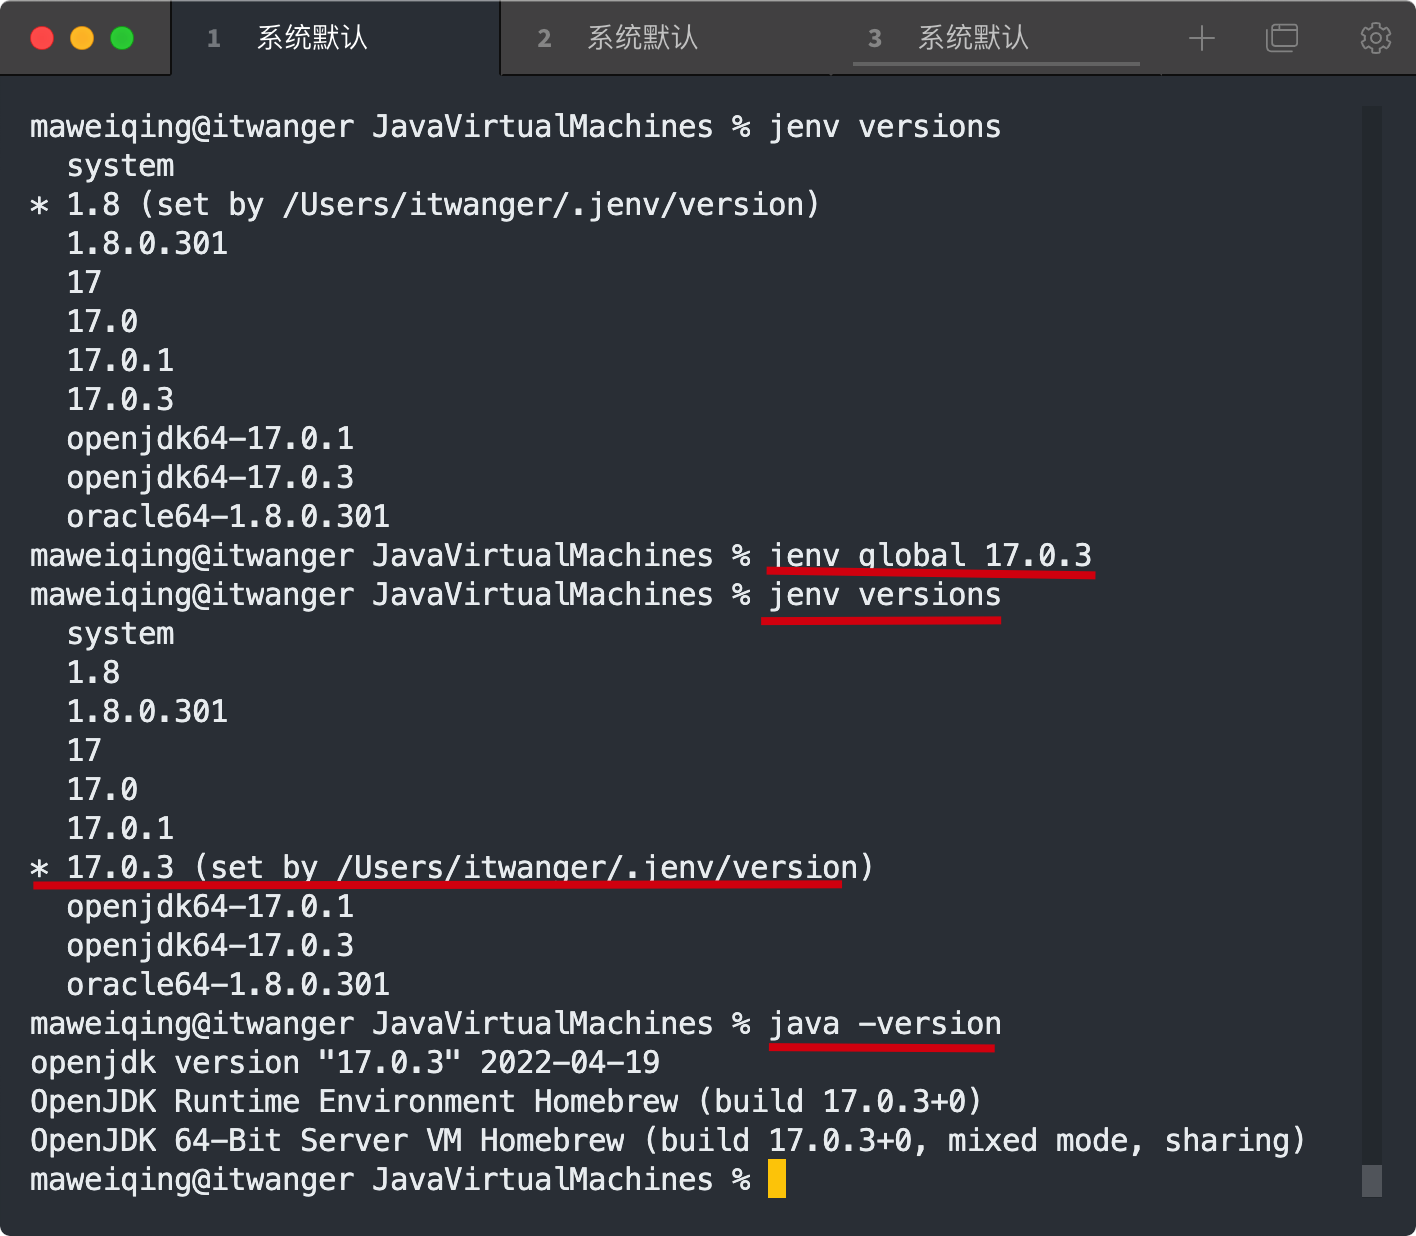 1 系统默认 2 系统默认 3 系统默认
maweiqing@itwanger JavaVirtualMachines % jenv versions
  system
* 1.8 (set by /Users/itwanger/.jenv/version)
  1.8.0.301
  17
  17.0
  17.0.1
  17.0.3
  openjdk64-17.0.1
  openjdk64-17.0.3
  oracle64-1.8.0.301
maweiqing@itwanger JavaVirtualMachines % jenv global 17.0.3
maweiqing@itwanger JavaVirtualMachines % jenv versions
  system
  1.8
  1.8.0.301
  17
  17.0
  17.0.1
* 17.0.3 (set by /Users/itwanger/.jenv/version)
  openjdk64-17.0.1
  openjdk64-17.0.3
  oracle64-1.8.0.301
maweiqing@itwanger JavaVirtualMachines % java -version
openjdk version "17.0.3" 2022-04-19
OpenJDK Runtime Environment Homebrew (build 17.0.3+0)
OpenJDK 64-Bit Server VM Homebrew (build 17.0.3+0, mixed mode, sharing)
maweiqing@itwanger JavaVirtualMachines %